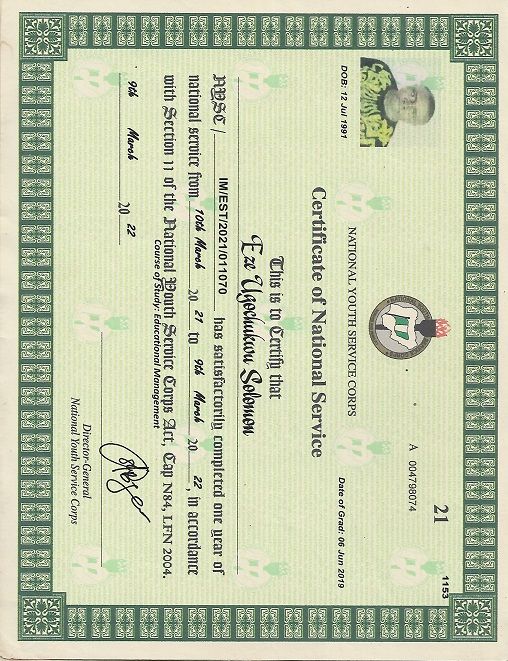 21
1153
A 004798074
NATIONAL YOUTH SERVICE CORPS
DOB: 12 Jul 1991
Date of Grad: 06 Jun 2019
Certificate of National Service
This is to Certify that
Eze Ugochukwu Solomon
NYSC/ IM/EST/2021/011070 has satisfactorily completed one year of
national service from 10th March 20 21 to 9th March 20 22, in accordance
with Section 11 of the National Youth Service Corps Act, Cap N84, LFN 2004.
Course of Study: Educational Management
9th March 20 22
Director-General
National Youth Service Corps